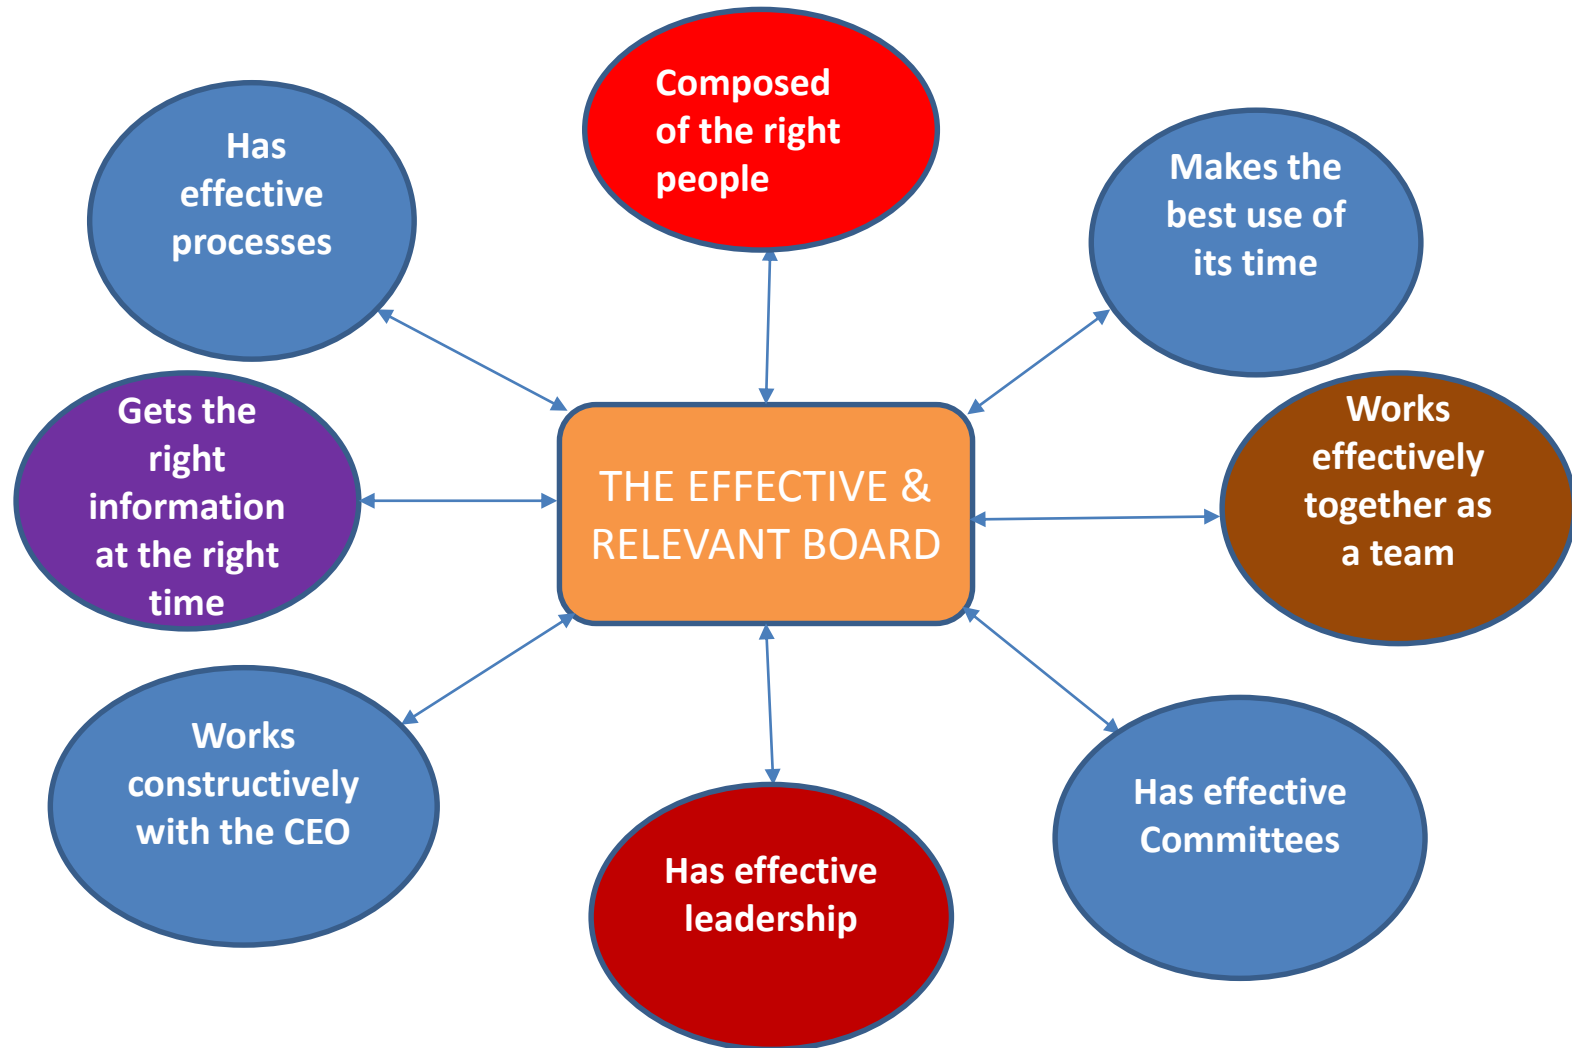 Composed
of the right
people
Has
effective
processes
Makes the
best use of
its time
Gets the
right
information
at the right
time
THE EFFECTIVE &
RELEVANT BOARD
Works
effectively
together as
a team
Works
constructively
with the CEO
Has effective
leadership
Has effective
Committees